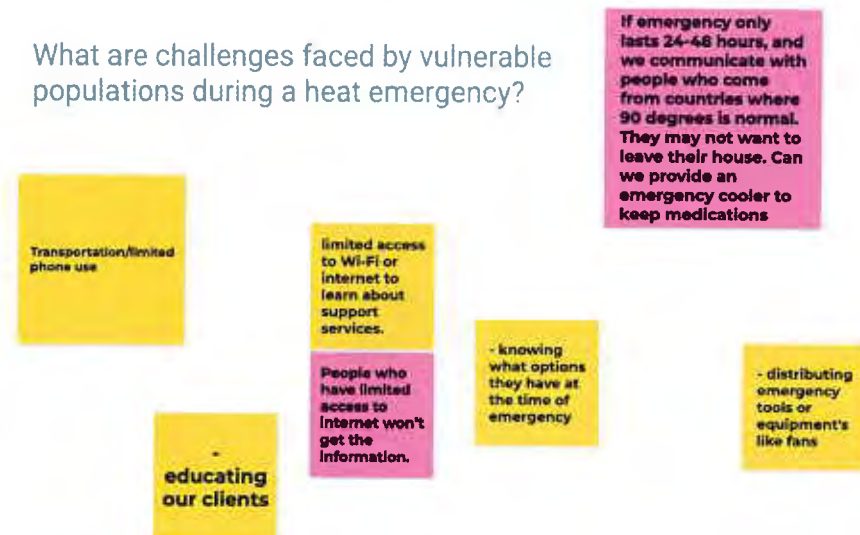 What are challenges faced by vulnerable
populations during a heat emergency?
If emergency only
lasts 24-48 hours, and
we communicate with
people who come
from countries where
90 degrees is normal.
They may not want to
leave their house. Can
we provide an
emergency cooler to
keep medications
Transportation/limited
phone use
limited access
to Wi-Fi or
internet to
learn about
support
services.
People who
have limited
access to
internet won't
get the
information.
- knowing
what options
they have at
the time of
emergency
- distributing
emergency
tools or
equipment's
like fans
-
educating
our clients